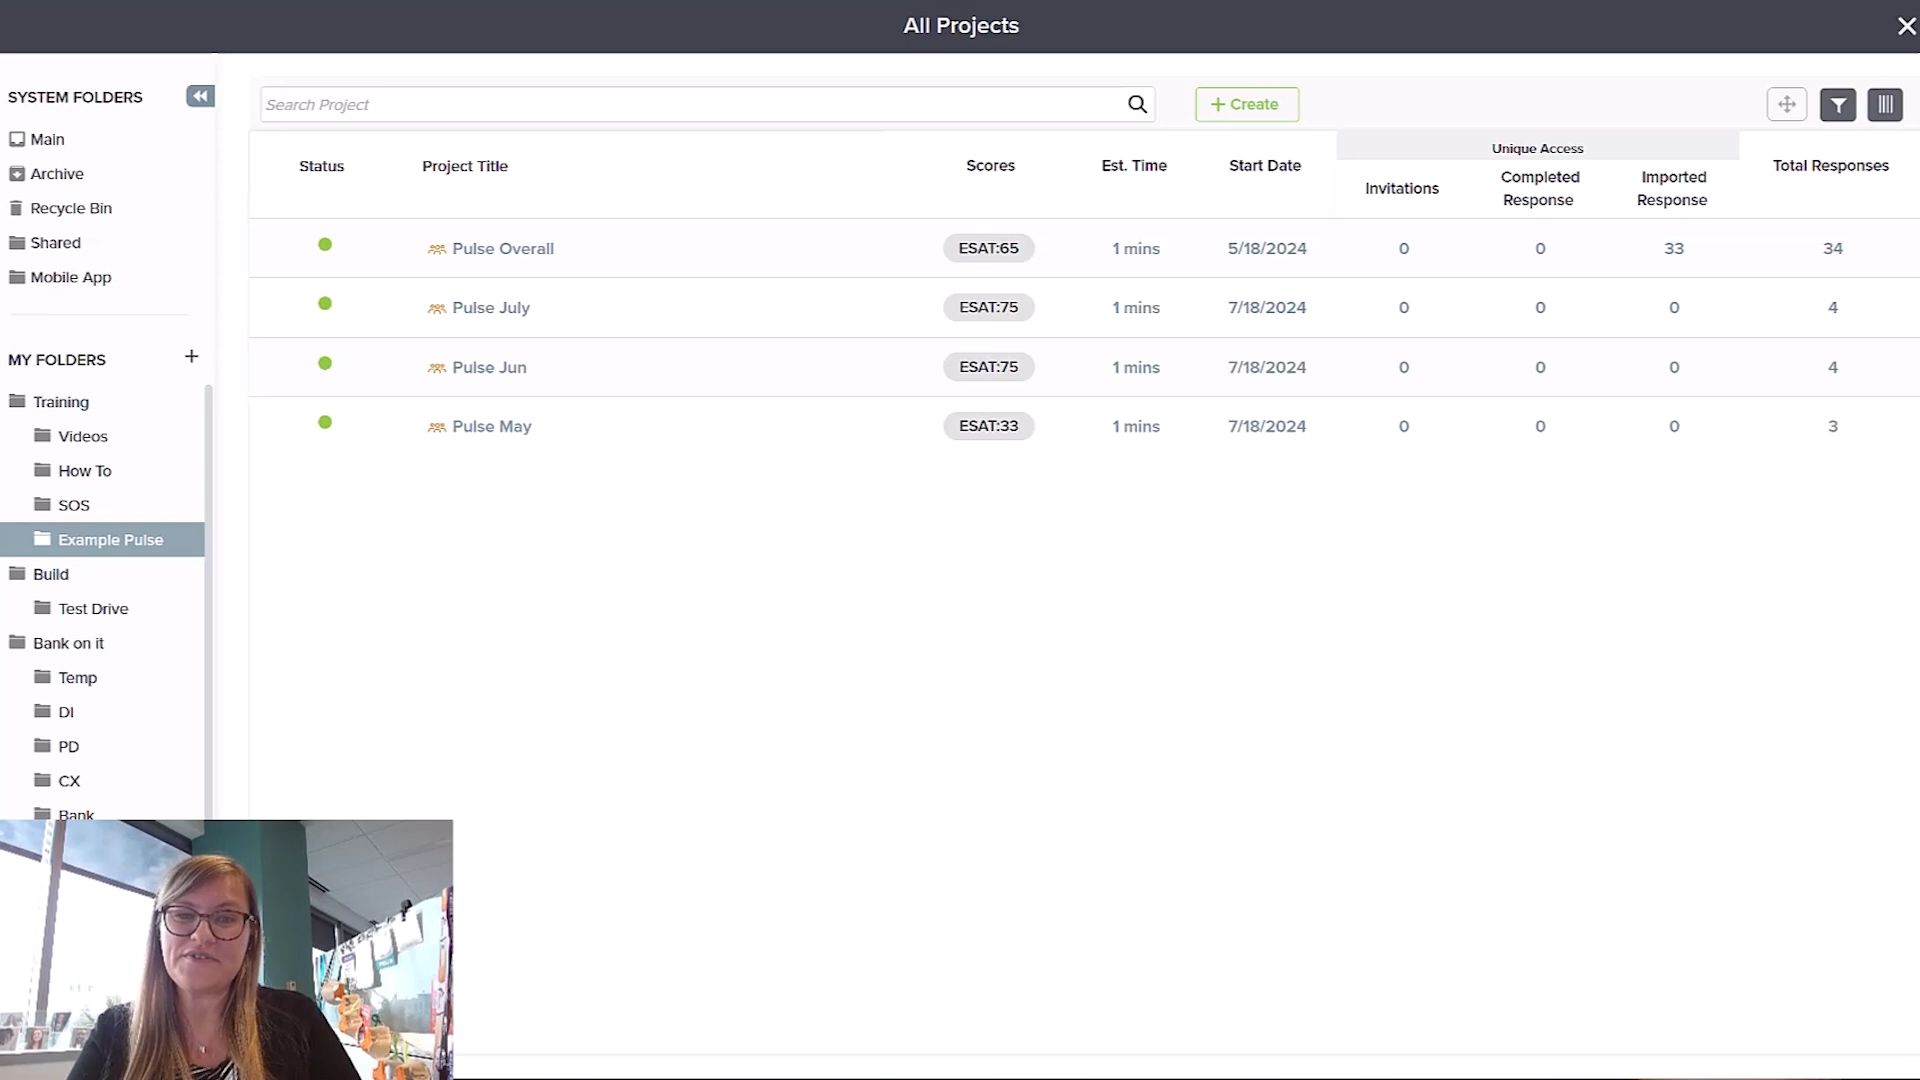 All Projects
SYSTEM FOLDERS
Main
Archive
Recycle Bin
Shared
Mobile App
MY FOLDERS
Training
Videos
How To
SOS
Example Pulse
Build
Test Drive
Bank on it
Temp
DI
PD
CX
Bank
Search Project
+ Create
Unique Access
Status Project Title Scores Est. Time Start Date Invitations Completed Response Imported Response Total Responses
Pulse Overall ESAT:65 1 mins 5/18/2024 0 0 33 34
Pulse July ESAT:75 1 mins 7/18/2024 0 0 0 4
Pulse Jun ESAT:75 1 mins 7/18/2024 0 0 0 4
Pulse May ESAT:33 1 mins 7/18/2024 0 0 0 3